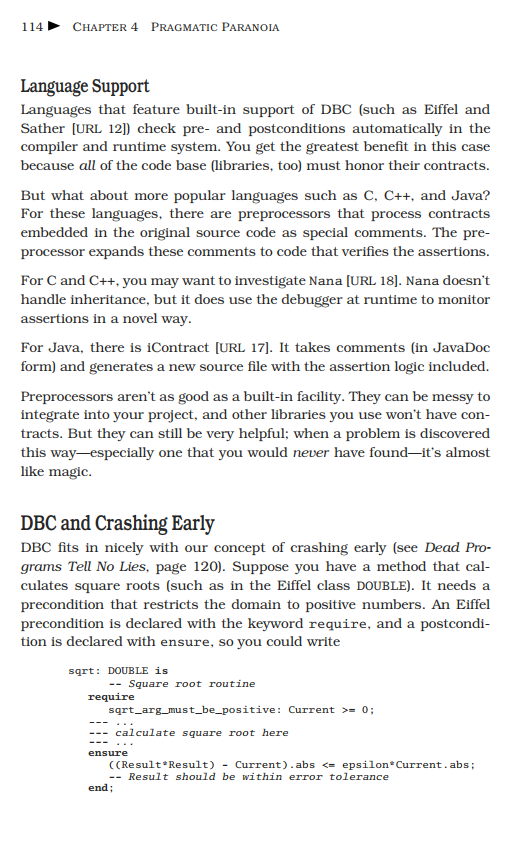 114 ► CHAPTER 4 PRAGMATIC PARANOIA
Language Support
Languages that feature built-in support of DBC (such as Eiffel and
Sather [URL 12]) check pre- and postconditions automatically in the
compiler and runtime system. You get the greatest benefit in this case
because all of the code base (libraries, too) must honor their contracts.
But what about more popular languages such as C, C++, and Java?
For these languages, there are preprocessors that process contracts
embedded in the original source code as special comments. The pre-
processor expands these comments to code that verifies the assertions.
For C and C++, you may want to investigate Nana [URL 18]. Nana doesn't
handle inheritance, but it does use the debugger at runtime to monitor
assertions in a novel way.
For Java, there is iContract [URL 17]. It takes comments (in JavaDoc
form) and generates a new source file with the assertion logic included.
Preprocessors aren't as good as a built-in facility. They can be messy to
integrate into your project, and other libraries you use won't have con-
tracts. But they can still be very helpful; when a problem is discovered
this way—especially one that you would never have found—it's almost
like magic.
DBC and Crashing Early
DBC fits in nicely with our concept of crashing early (see Dead Pro-
grams Tell No Lies, page 120). Suppose you have a method that cal-
culates square roots (such as in the Eiffel class DOUBLE). It needs a
precondition that restricts the domain to positive numbers. An Eiffel
precondition is declared with the keyword require, and a postcondi-
tion is declared with ensure, so you could write
sqrt: DOUBLE is
-- Square root routine
require
sqrt_arg_must_be_positive: Current >= 0;
--- ...
--- calculate square root here
--- ...
ensure
((Result*Result) - Current).abs <= epsilon*Current.abs;
-- Result should be within error tolerance
end;